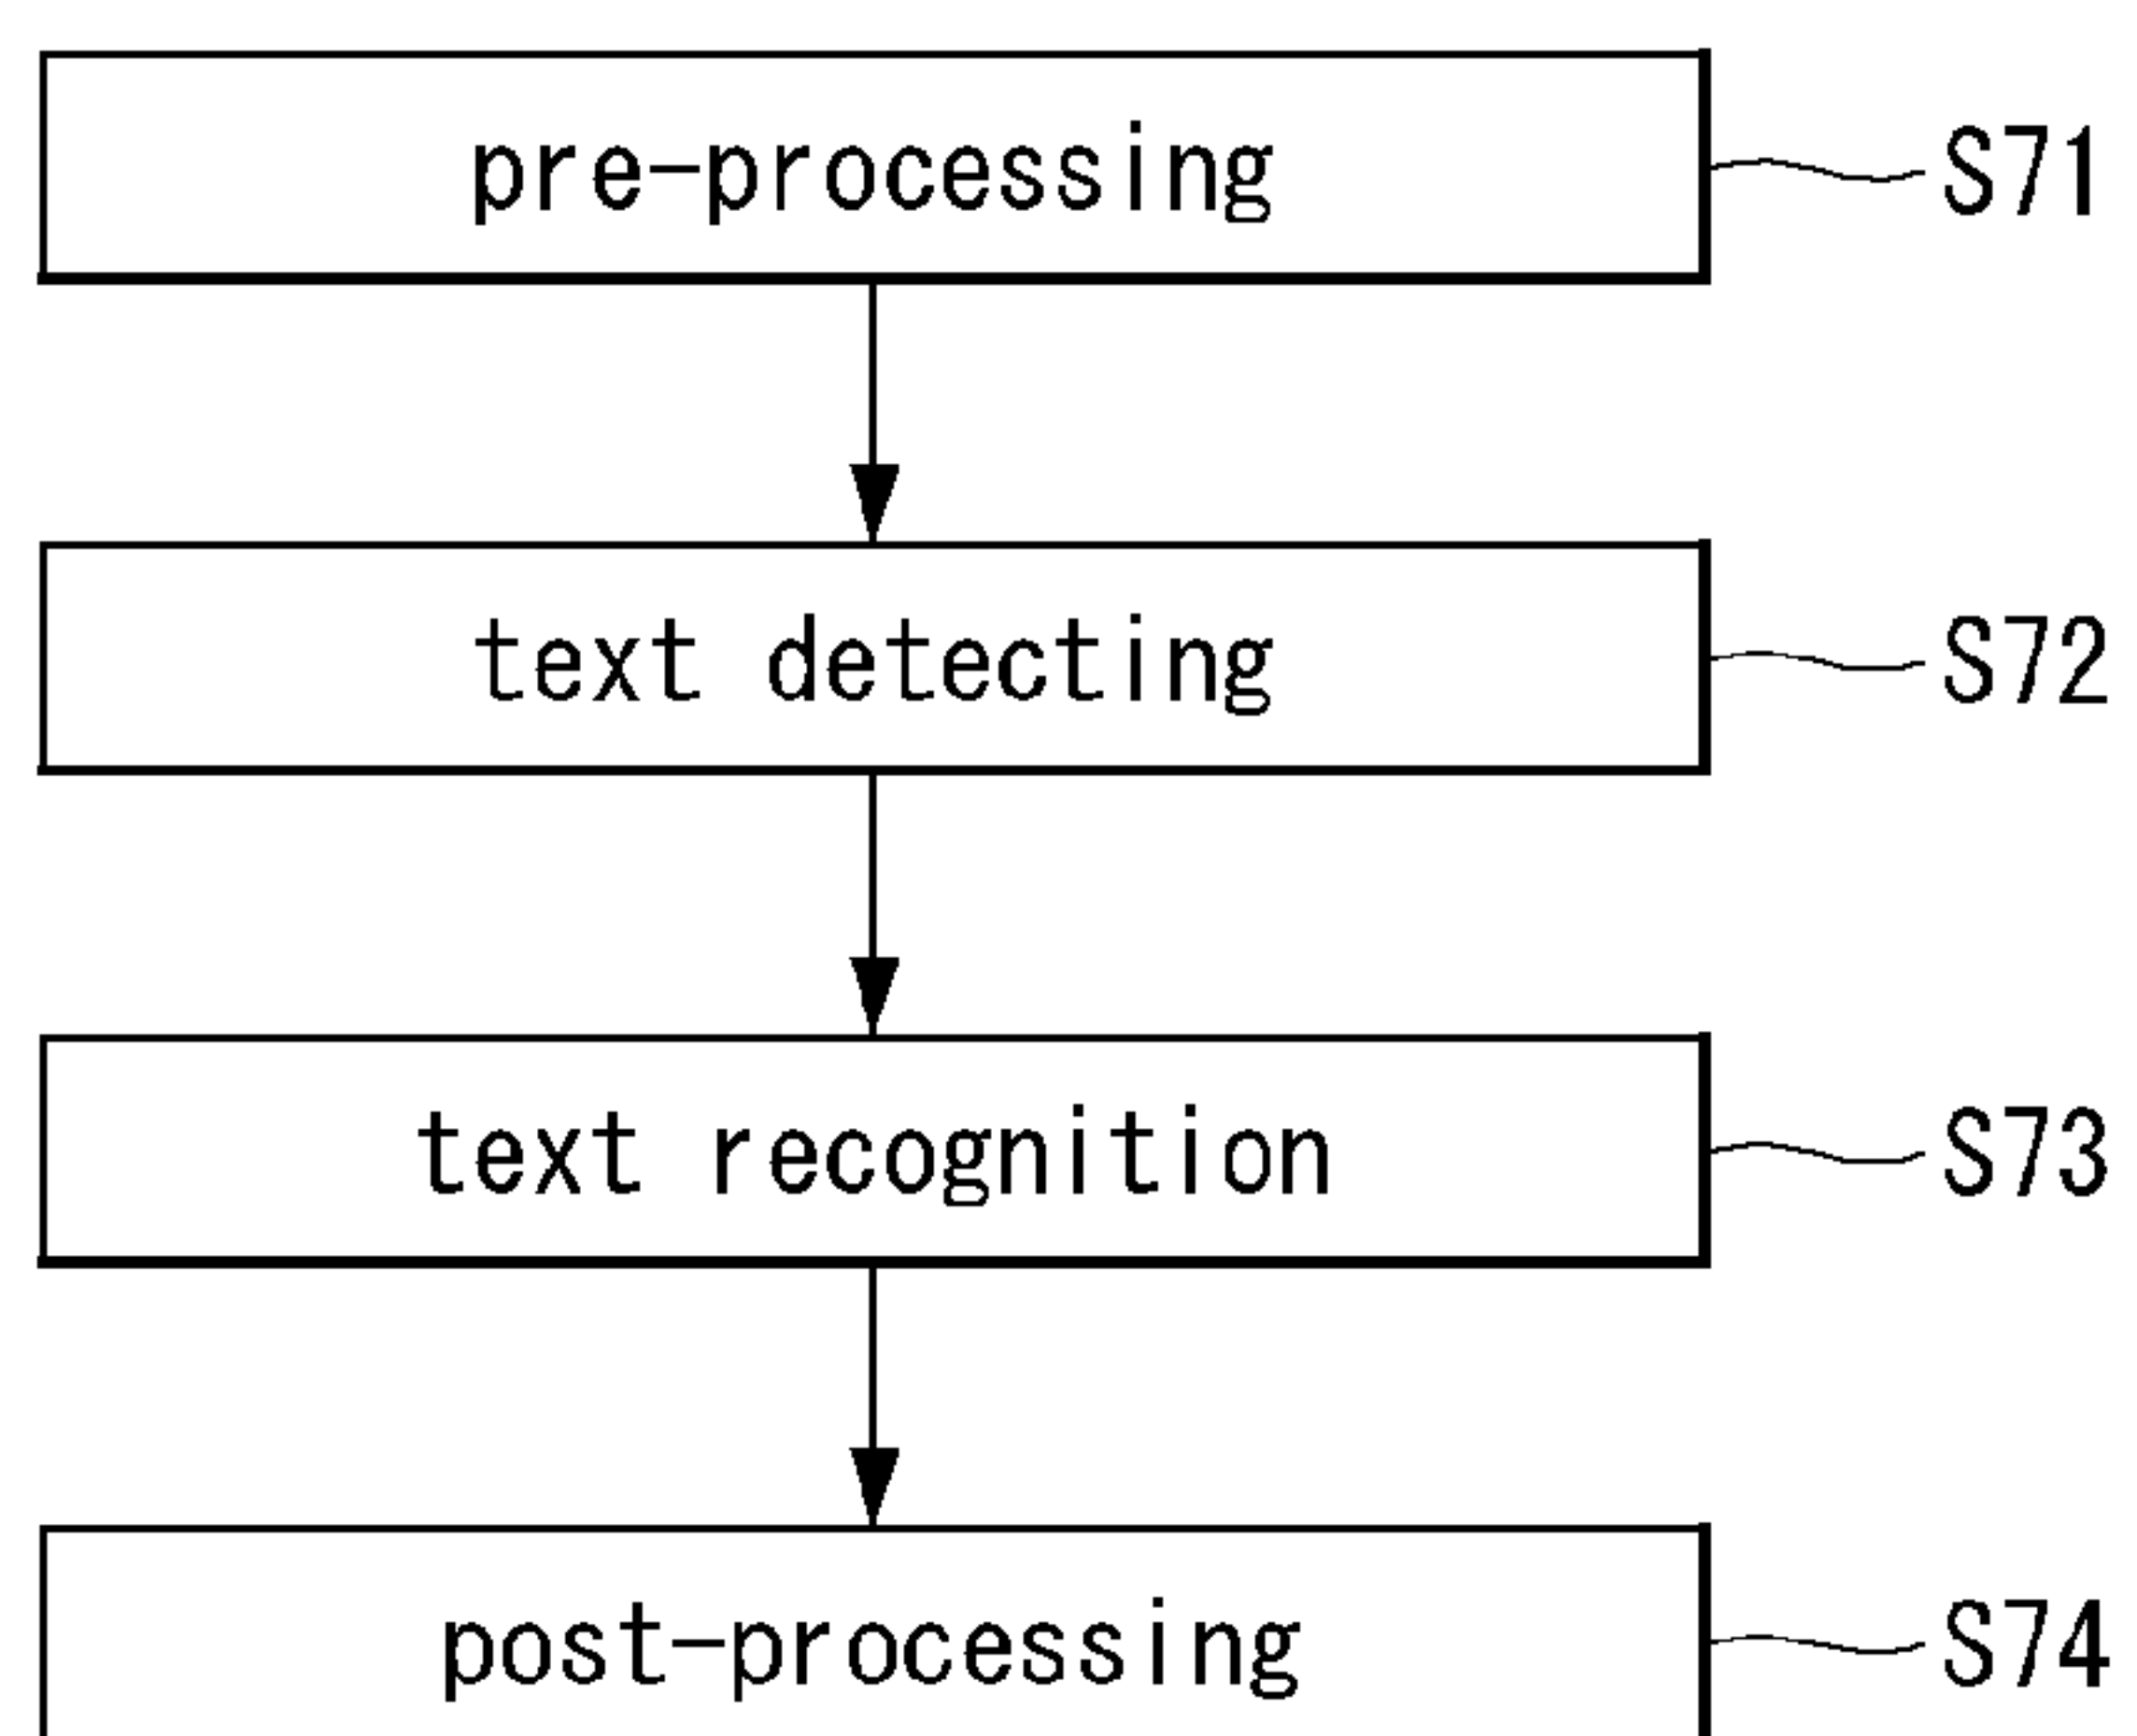 pre-processing S71
text detecting S72
text recognition S73
post-processing S74